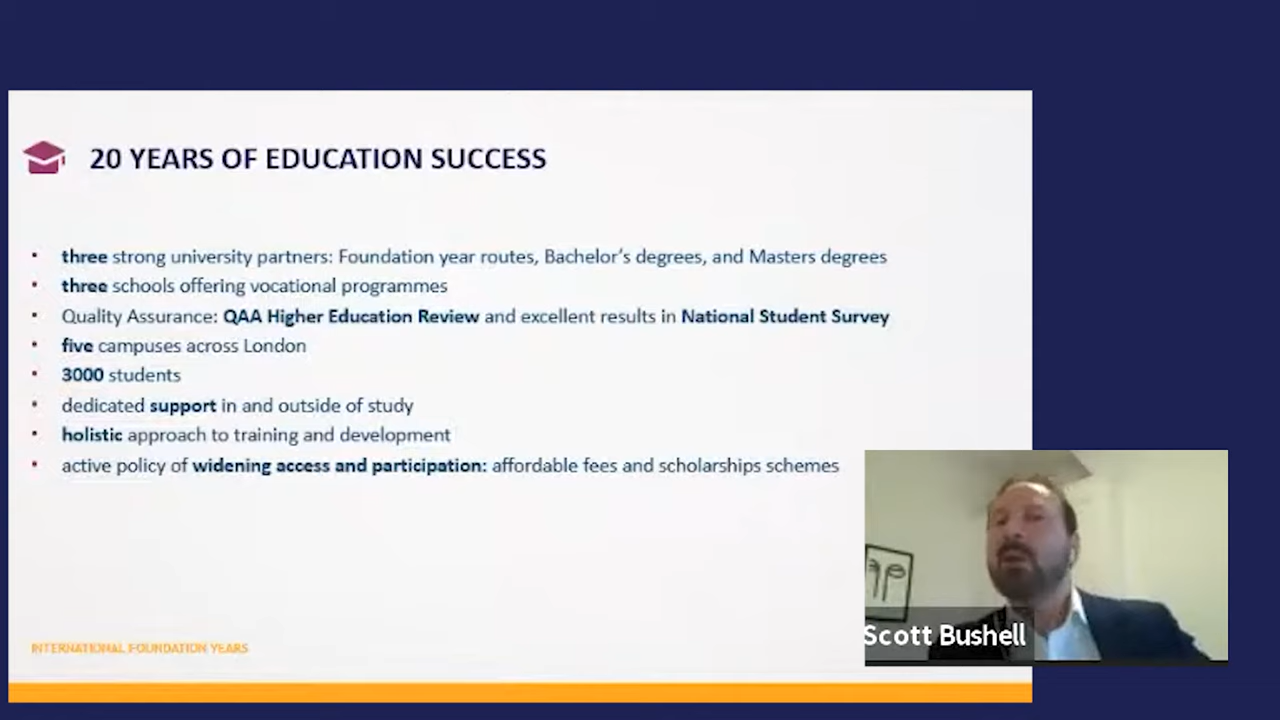 20 YEARS OF EDUCATION SUCCESS
• three strong university partners: Foundation year routes, Bachelor's degrees, and Masters degrees
• three schools offering vocational programmes
• Quality Assurance: QAA Higher Education Review and excellent results in National Student Survey
• five campuses across London
• 3000 students
• dedicated support in and outside of study
• holistic approach to training and development
• active policy of widening access and participation: affordable fees and scholarships schemes
Scott Bushell
INTERNATIONAL FOUNDATION YEARS